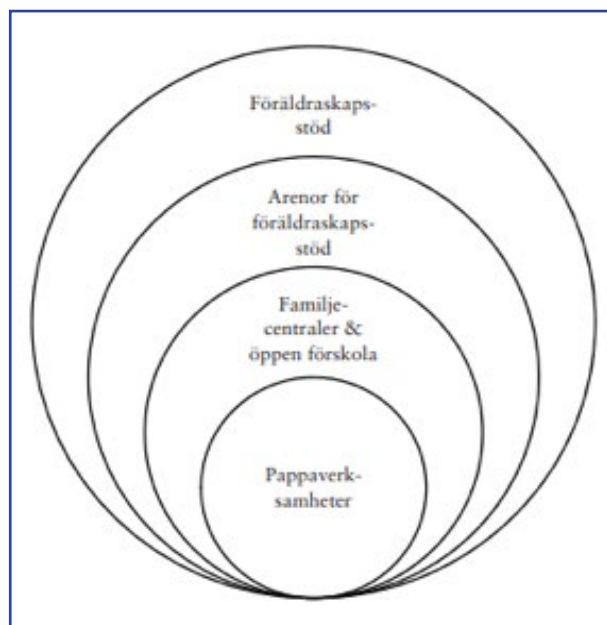 Föräldraskaps-
stöd
Arenor för
föräldraskaps-
stöd
Familje-
centraler &
öppen förskola
Pappaverk-
samheter